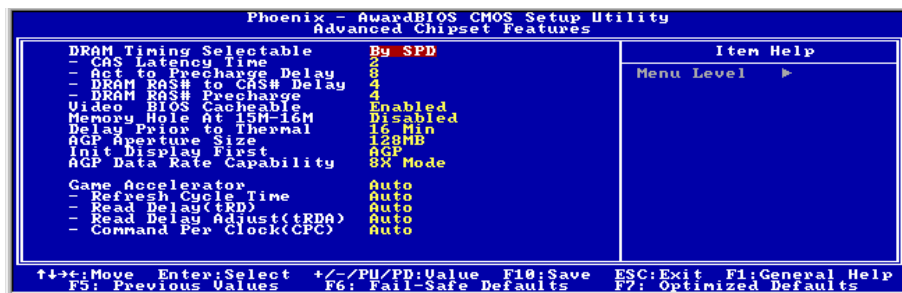 Phoenix - AwardBIOS CMOS Setup Utility
Advanced Chipset Features
DRAM Timing Selectable By SPD
- CAS Latency Time 2
- Act to Precharge Delay 8
- DRAM RAS# to CAS# Delay 4
- DRAM RAS# Precharge 4
Video BIOS Cacheable Enabled
Memory Hole At 15M-16M Disabled
Delay Prior to Thermal 16 Min
AGP Aperture Size 128MB
Init Display First AGP
AGP Data Rate Capability 8X Mode
Game Accelerator Auto
- Refresh Cycle Time Auto
- Read Delay(tRD) Auto
- Read Delay Adjust(tRDA) Auto
- Command Per Clock(CPC) Auto
Item Help
Menu Level ►
↑↓→←:Move Enter:Select +/-/PU/PD:Value F10:Save ESC:Exit F1:General Help
F5: Previous Values F6: Fail-Safe Defaults F7: Optimized Defaults